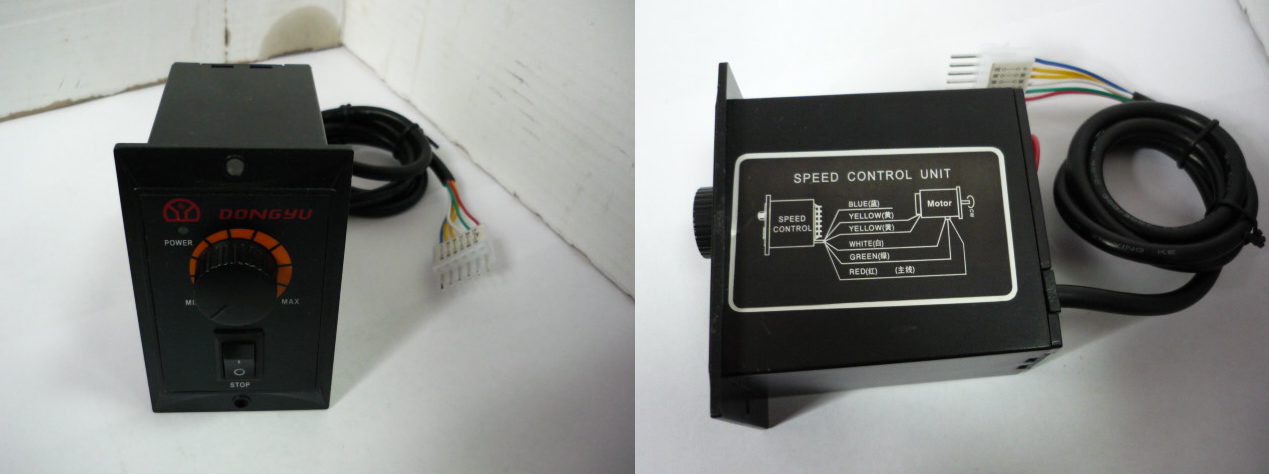 DONGYU
POWER
MAX
STOP
SPEED CONTROL UNIT
SPEED
CONTROL
BLUE(蓝)
YELLOW(黄)
YELLOW(黄)
WHITE(白)
GREEN(绿)
RED(红) (主线)
Motor